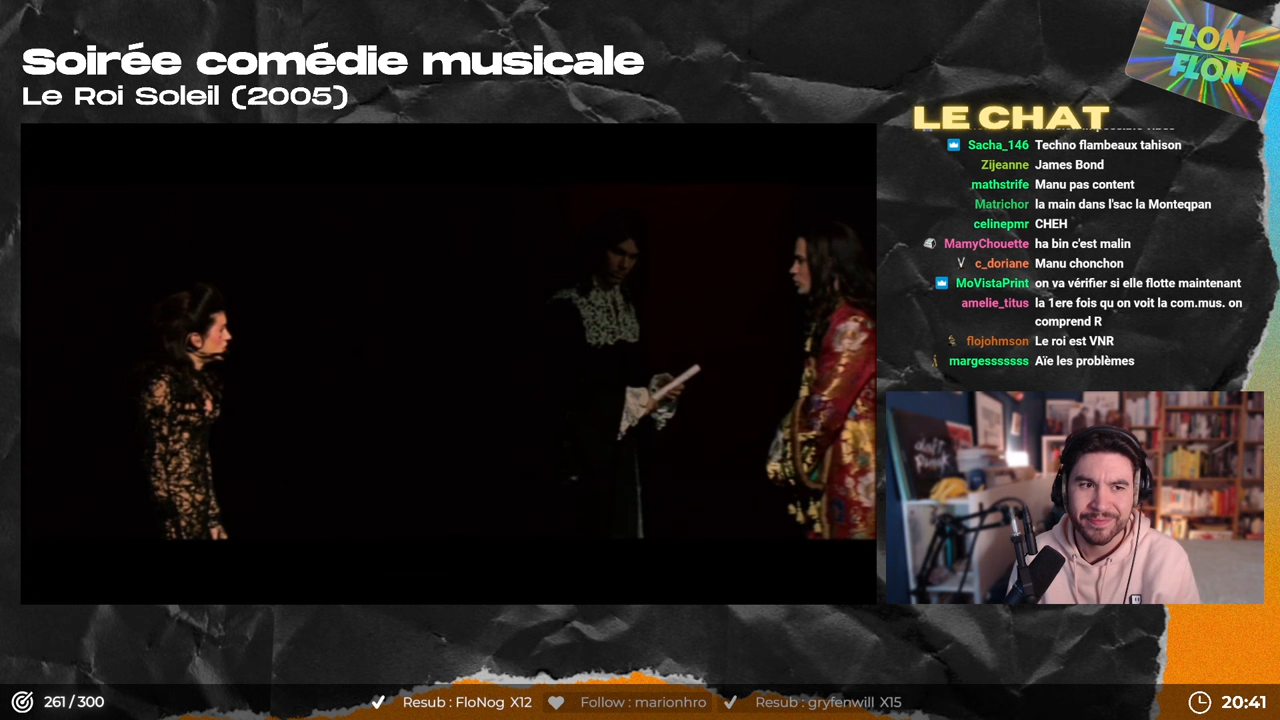 Soirée comédie musicale
Le Roi Soleil (2005)
FLON
FLON
LE CHAT
Sacha_146 Techno flambeaux tahison
Zijeanne James Bond
mathstrife Manu pas content
Matrichor la main dans l'sac la Monteqpan
celinepmr CHEH
MamyChouette ha bin c'est malin
c_doriane Manu chonchon
MoVistaPrint on va vérifier si elle flotte maintenant
amelie_titus la 1ere fois qu on voit la com.mus. on
comprend R
flojohmson Le roi est VNR
margesssssss Aïe les problèmes
daft
punk
261 / 300
Resub : FloNog X12
Follow : marionhro
Resub : gryfenwill X15
20:41